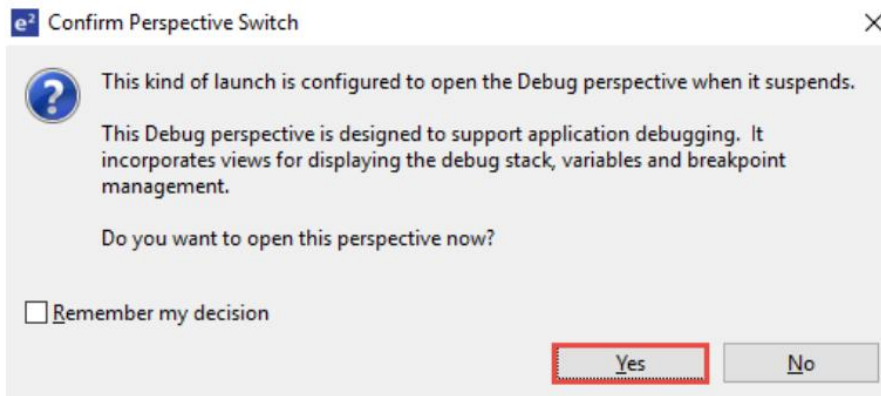 e² Confirm Perspective Switch
This kind of launch is configured to open the Debug perspective when it suspends.
This Debug perspective is designed to support application debugging.  It
incorporates views for displaying the debug stack, variables and breakpoint
management.
Do you want to open this perspective now?
Remember my decision
Yes No